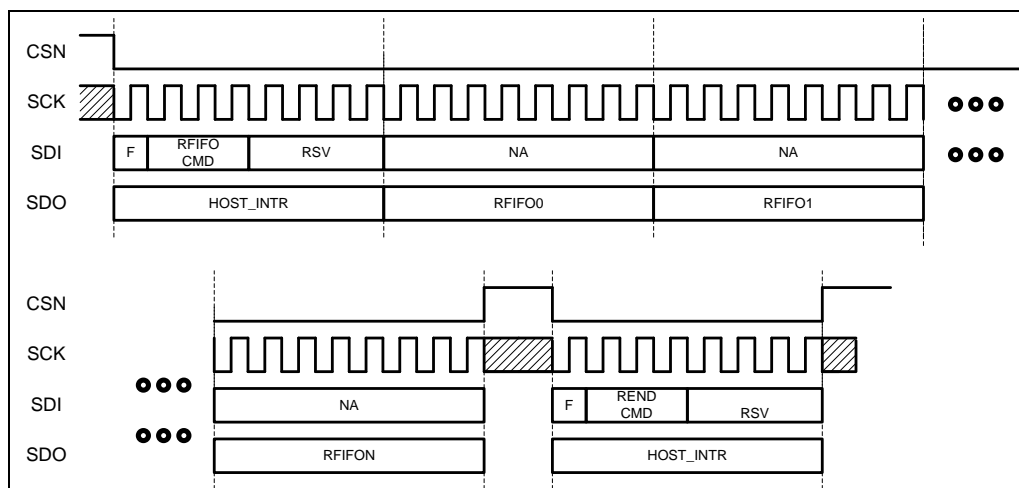 CSN
SCK
SDI
F
RFIFO
CMD
RSV
NA
NA
SDO
HOST_INTR
RFIFO0
RFIFO1
CSN
SCK
SDI
NA
F
REND
CMD
RSV
SDO
RFIFON
HOST_INTR